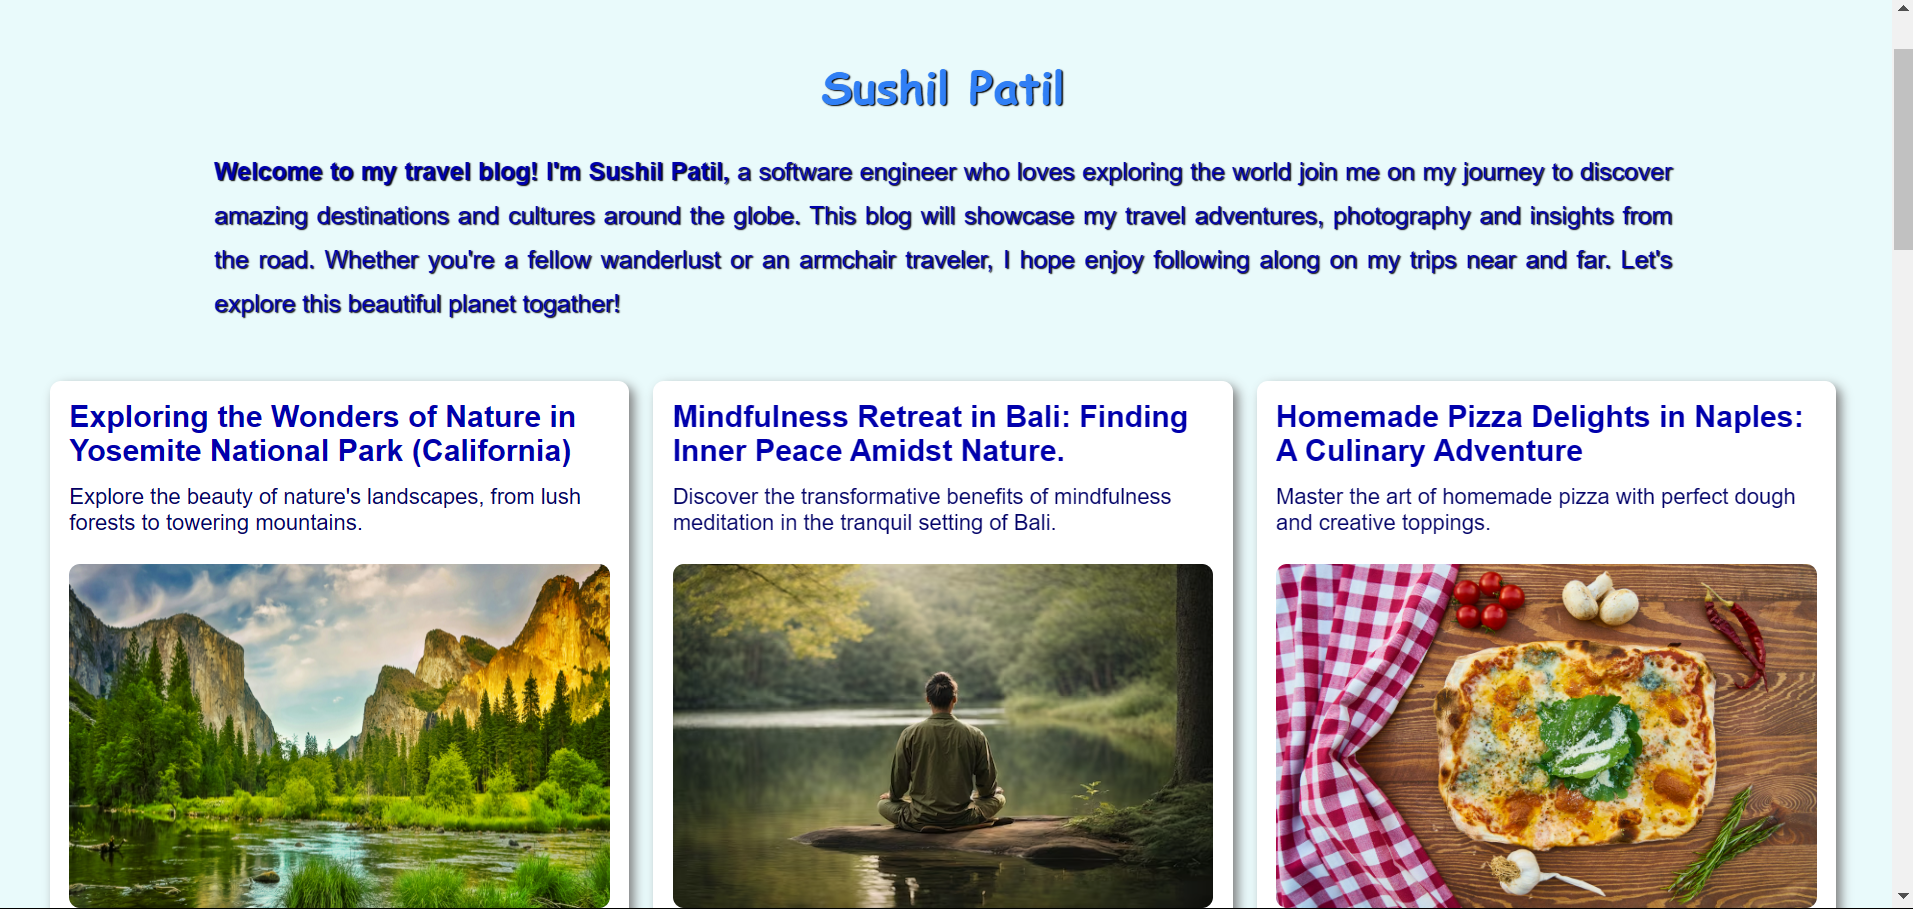 Sushil Patil
Welcome to my travel blog! I'm Sushil Patil, a software engineer who loves exploring the world join me on my journey to discover
amazing destinations and cultures around the globe. This blog will showcase my travel adventures, photography and insights from
the road. Whether you're a fellow wanderlust or an armchair traveler, I hope enjoy following along on my trips near and far. Let's
explore this beautiful planet togather!
Exploring the Wonders of Nature in
Yosemite National Park (California)
Explore the beauty of nature's landscapes, from lush
forests to towering mountains.
Mindfulness Retreat in Bali: Finding
Inner Peace Amidst Nature.
Discover the transformative benefits of mindfulness
meditation in the tranquil setting of Bali.
Homemade Pizza Delights in Naples:
A Culinary Adventure
Master the art of homemade pizza with perfect dough
and creative toppings.